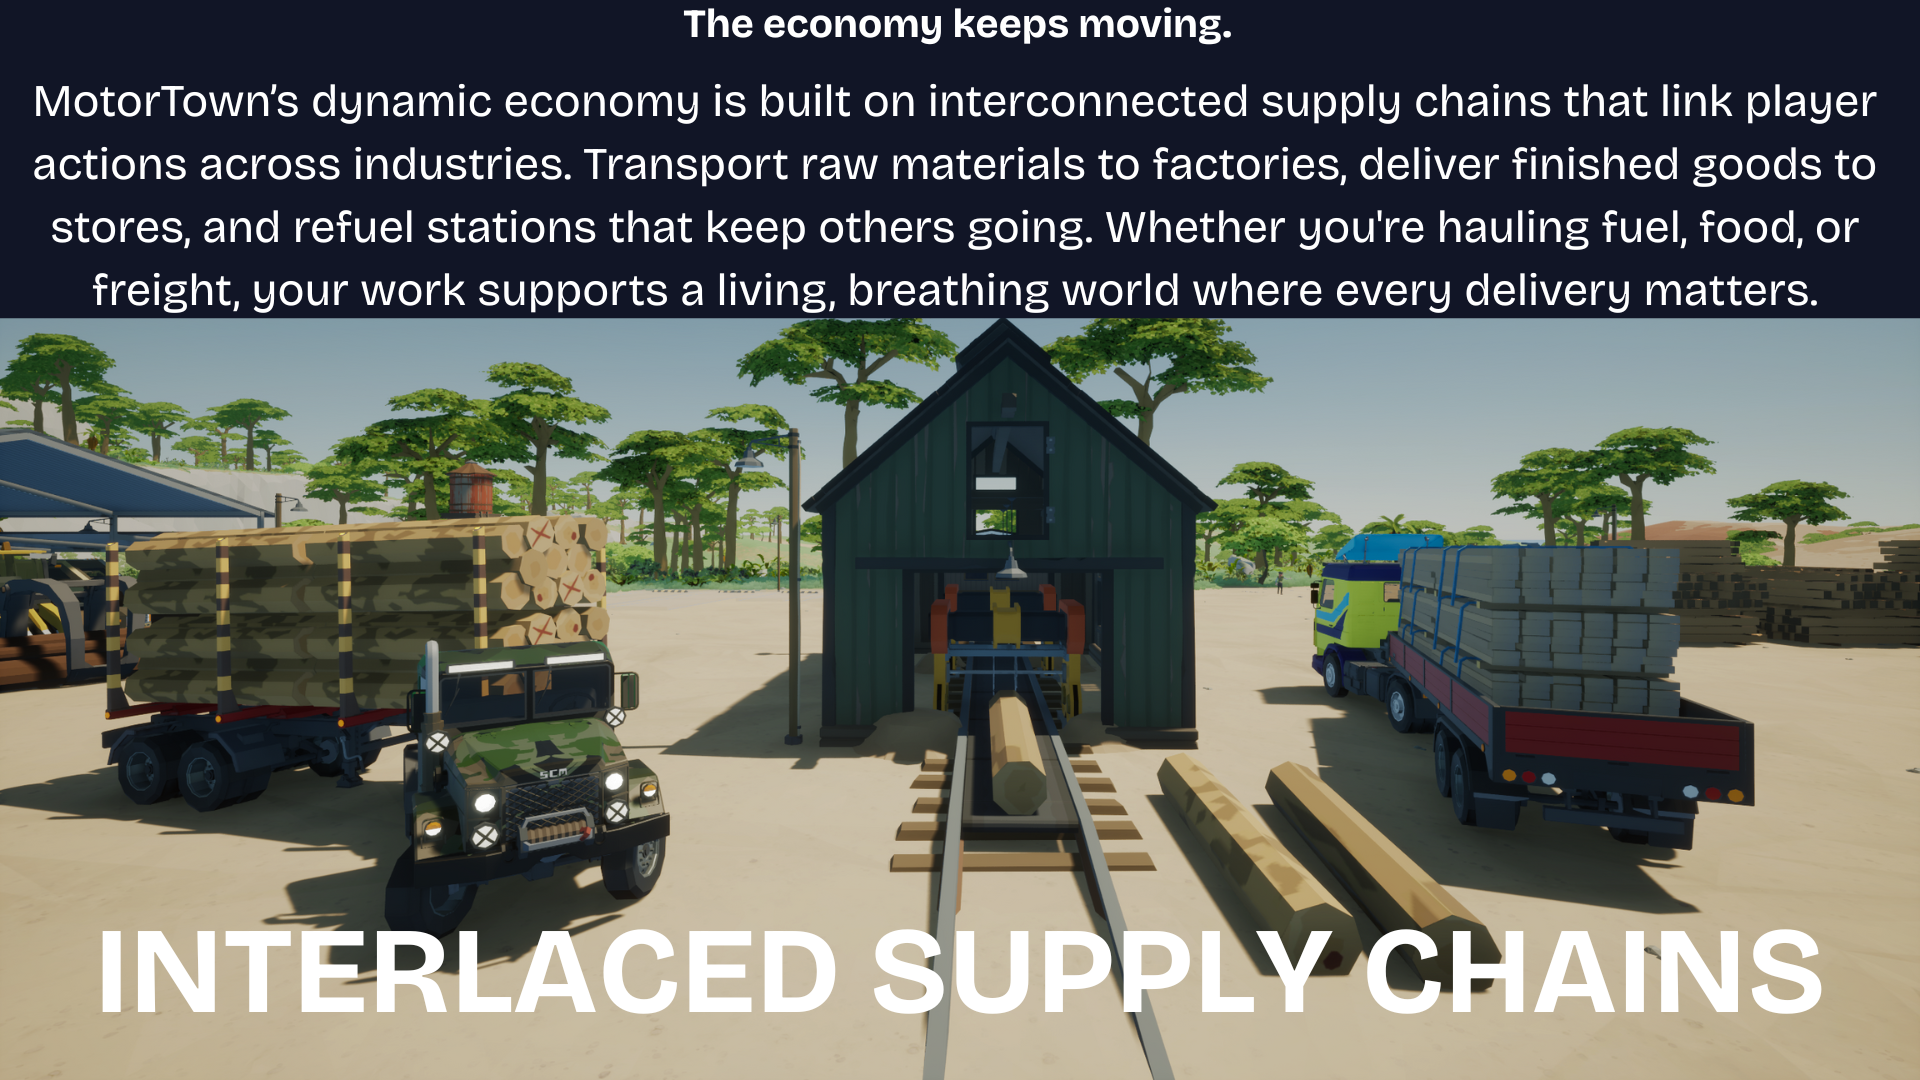 The economy keeps moving.
MotorTown’s dynamic economy is built on interconnected supply chains that link player
actions across industries. Transport raw materials to factories, deliver finished goods to
stores, and refuel stations that keep others going. Whether you're hauling fuel, food, or
freight, your work supports a living, breathing world where every delivery matters.
SCM
INTERLACED SUPPLY CHAINS